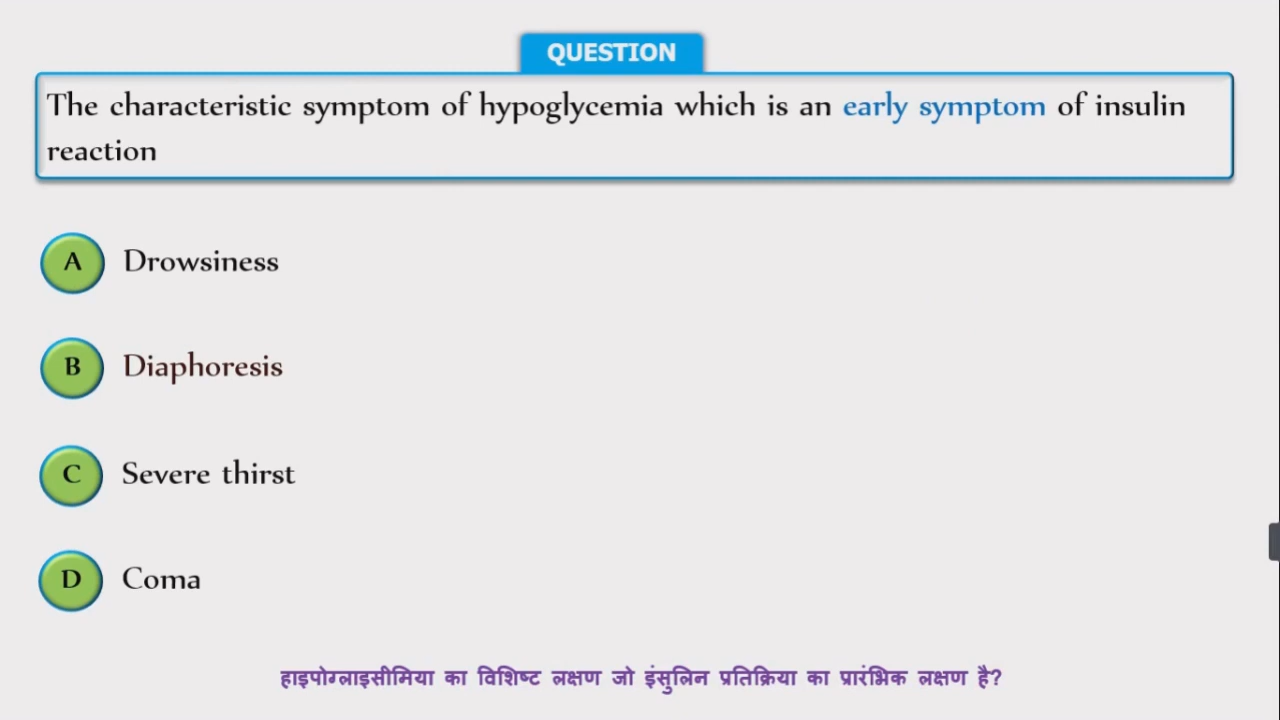 QUESTION
The characteristic symptom of hypoglycemia which is an early symptom of insulin
reaction
A Drowsiness
B Diaphoresis
C Severe thirst
D Coma
हाइपोग्लाइसीमिया का विशिष्ट लक्षण जो इंसुलिन प्रतिक्रिया का प्रारंभिक लक्षण है?